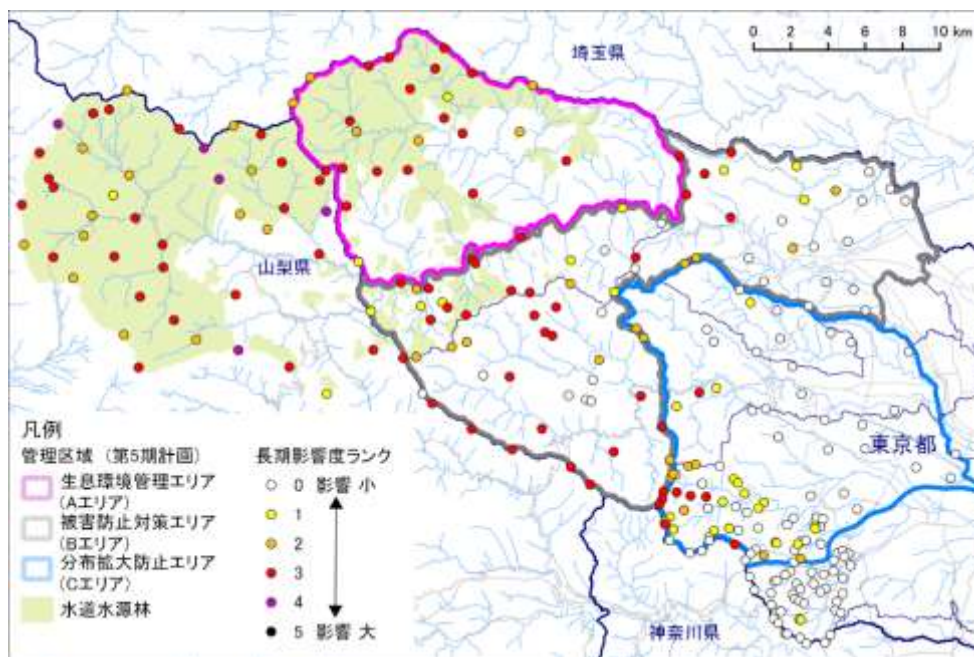 埼玉県
0 2 4 6 8 10 km
山梨県
東京都
神奈川県
凡例
管理区域（第5期計画）
生息環境管理エリア
(Aエリア)
被害防止対策エリア
(Bエリア)
分布拡大防止エリア
(Cエリア)
水道水源林
長期影響度ランク
0 影響 小
1
2
3
4
5 影響 大